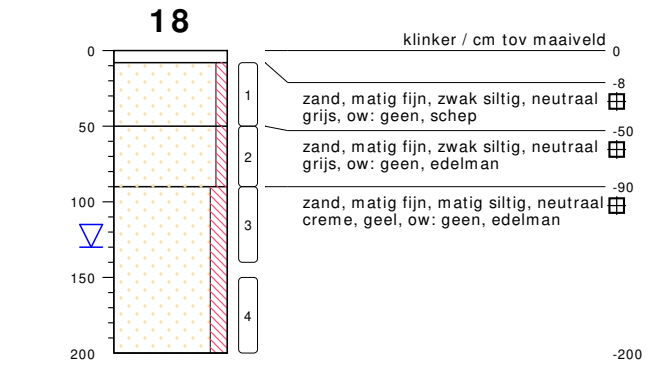 18
klinker / cm tov maaiveld
0
0
-8
zand, matig fijn, zwak siltig, neutraal
grijs, ow: geen, schep
1
50
-50
zand, matig fijn, zwak siltig, neutraal
grijs, ow: geen, edelman
2
-90
zand, matig fijn, matig siltig, neutraal
creme, geel, ow: geen, edelman
100
3
150
4
200
-200